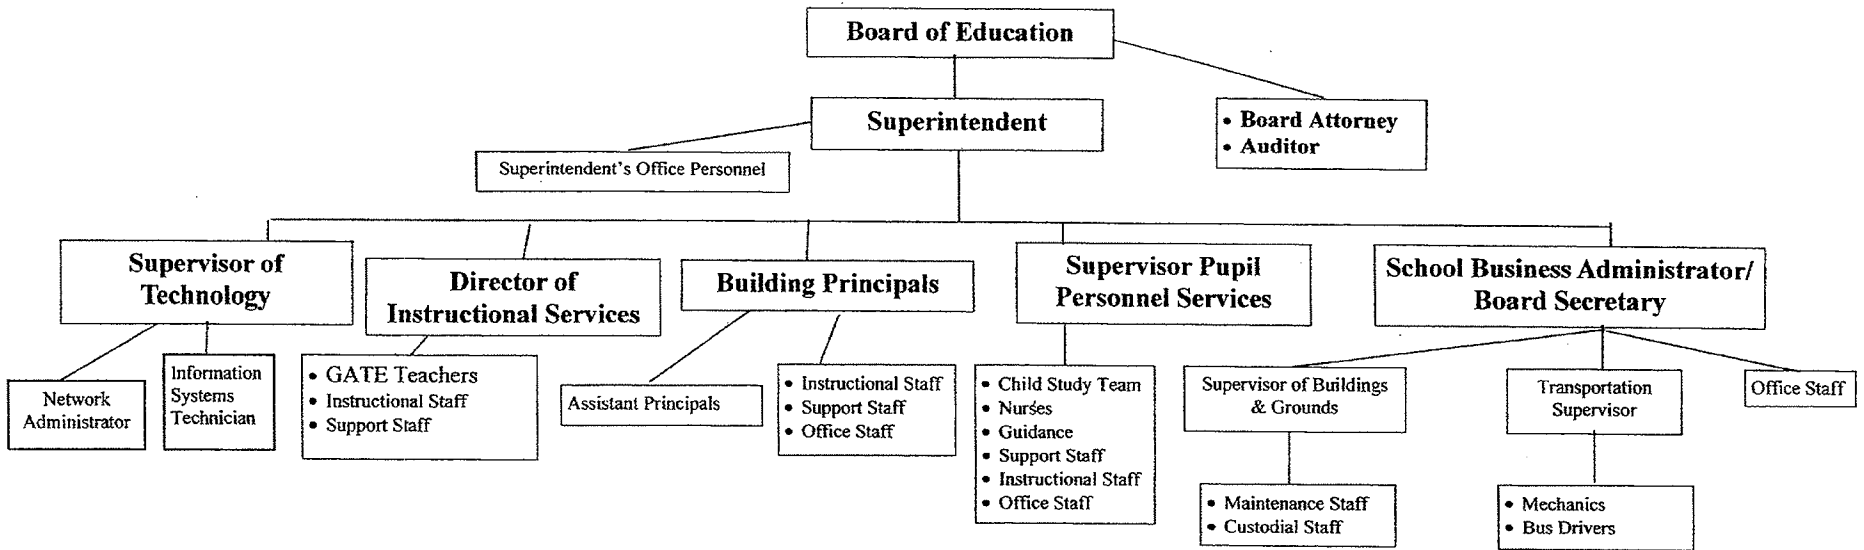 Board of Education
Superintendent
• Board Attorney
• Auditor
Superintendent's Office Personnel
Supervisor of
Technology
Director of
Instructional Services
Building Principals
Supervisor Pupil
Personnel Services
School Business Administrator/
Board Secretary
Network
Administrator
Information
Systems
Technician
• GATE Teachers
• Instructional Staff
• Support Staff
Assistant Principals
• Instructional Staff
• Support Staff
• Office Staff
• Child Study Team
• Nurses
• Guidance
• Support Staff
• Instructional Staff
• Office Staff
Supervisor of Buildings
& Grounds
Transportation
Supervisor
Office Staff
• Maintenance Staff
• Custodial Staff
• Mechanics
• Bus Drivers